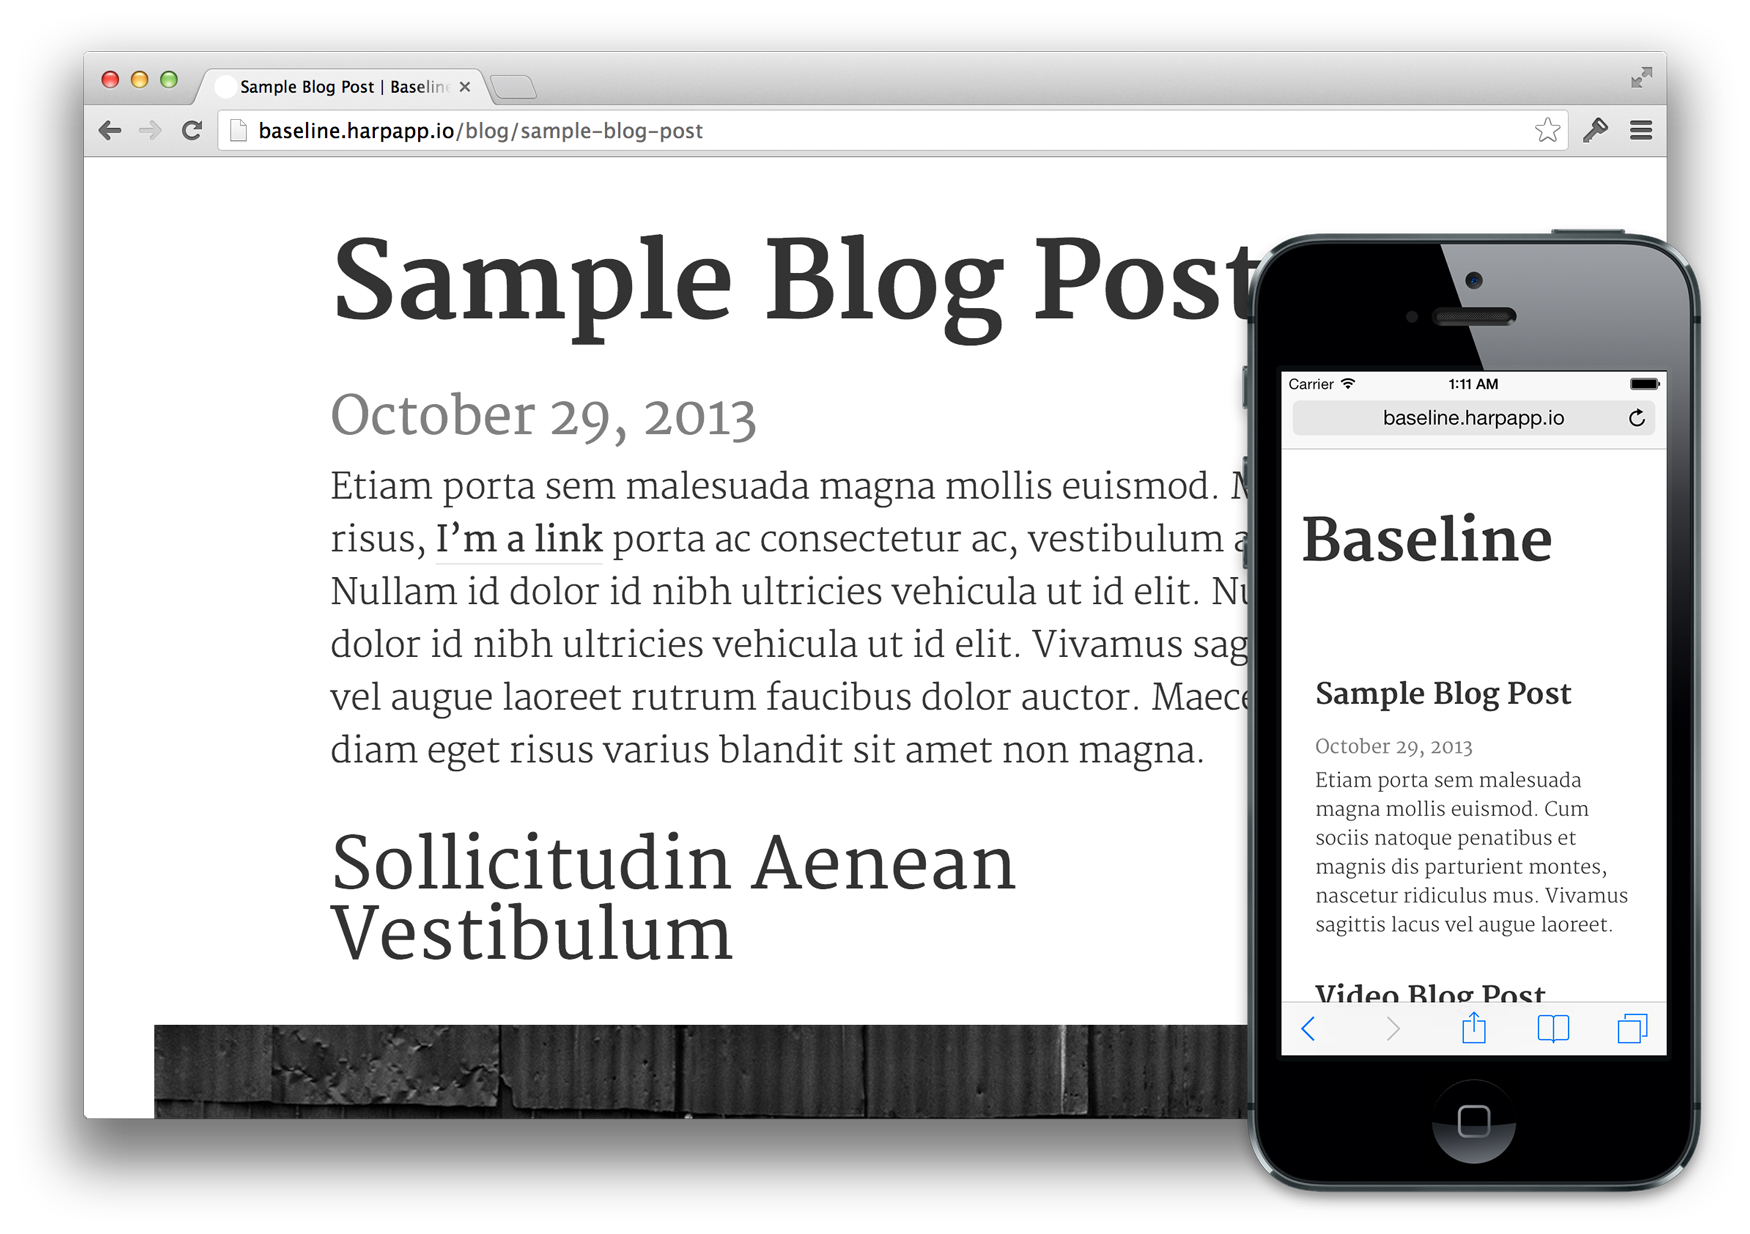 Sample Blog Post | Baseline
baseline.harpapp.io/blog/sample-blog-post
Sample Blog Post
October 29, 2013
Etiam porta sem malesuada magna mollis euismod.
risus, I’m a link porta ac consectetur ac, vestibulum
Nullam id dolor id nibh ultricies vehicula ut id elit.
dolor id nibh ultricies vehicula ut id elit. Vivamus
vel augue laoreet rutrum faucibus dolor auctor.
diam eget risus varius blandit sit amet non magna.
Sollicitudin Aenean
Vestibulum
Carrier 1:11 AM
baseline.harpapp.io
Baseline
Sample Blog Post
October 29, 2013
Etiam porta sem malesuada
magna mollis euismod. Cum
sociis natoque penatibus et
magnis dis parturient montes,
nascetur ridiculus mus. Vivamus
sagittis lacus vel augue laoreet.
Video Blog Post